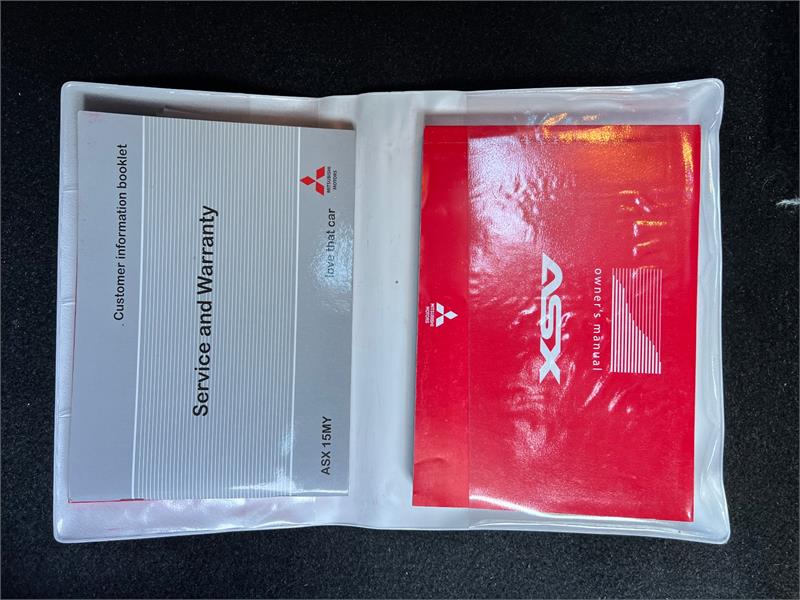 Customer information booklet
Service and Warranty
MITSUBISHI
MOTORS
love that car
ASX 15MY
MITSUBISHI
MOTORS
ASX
owner's manual